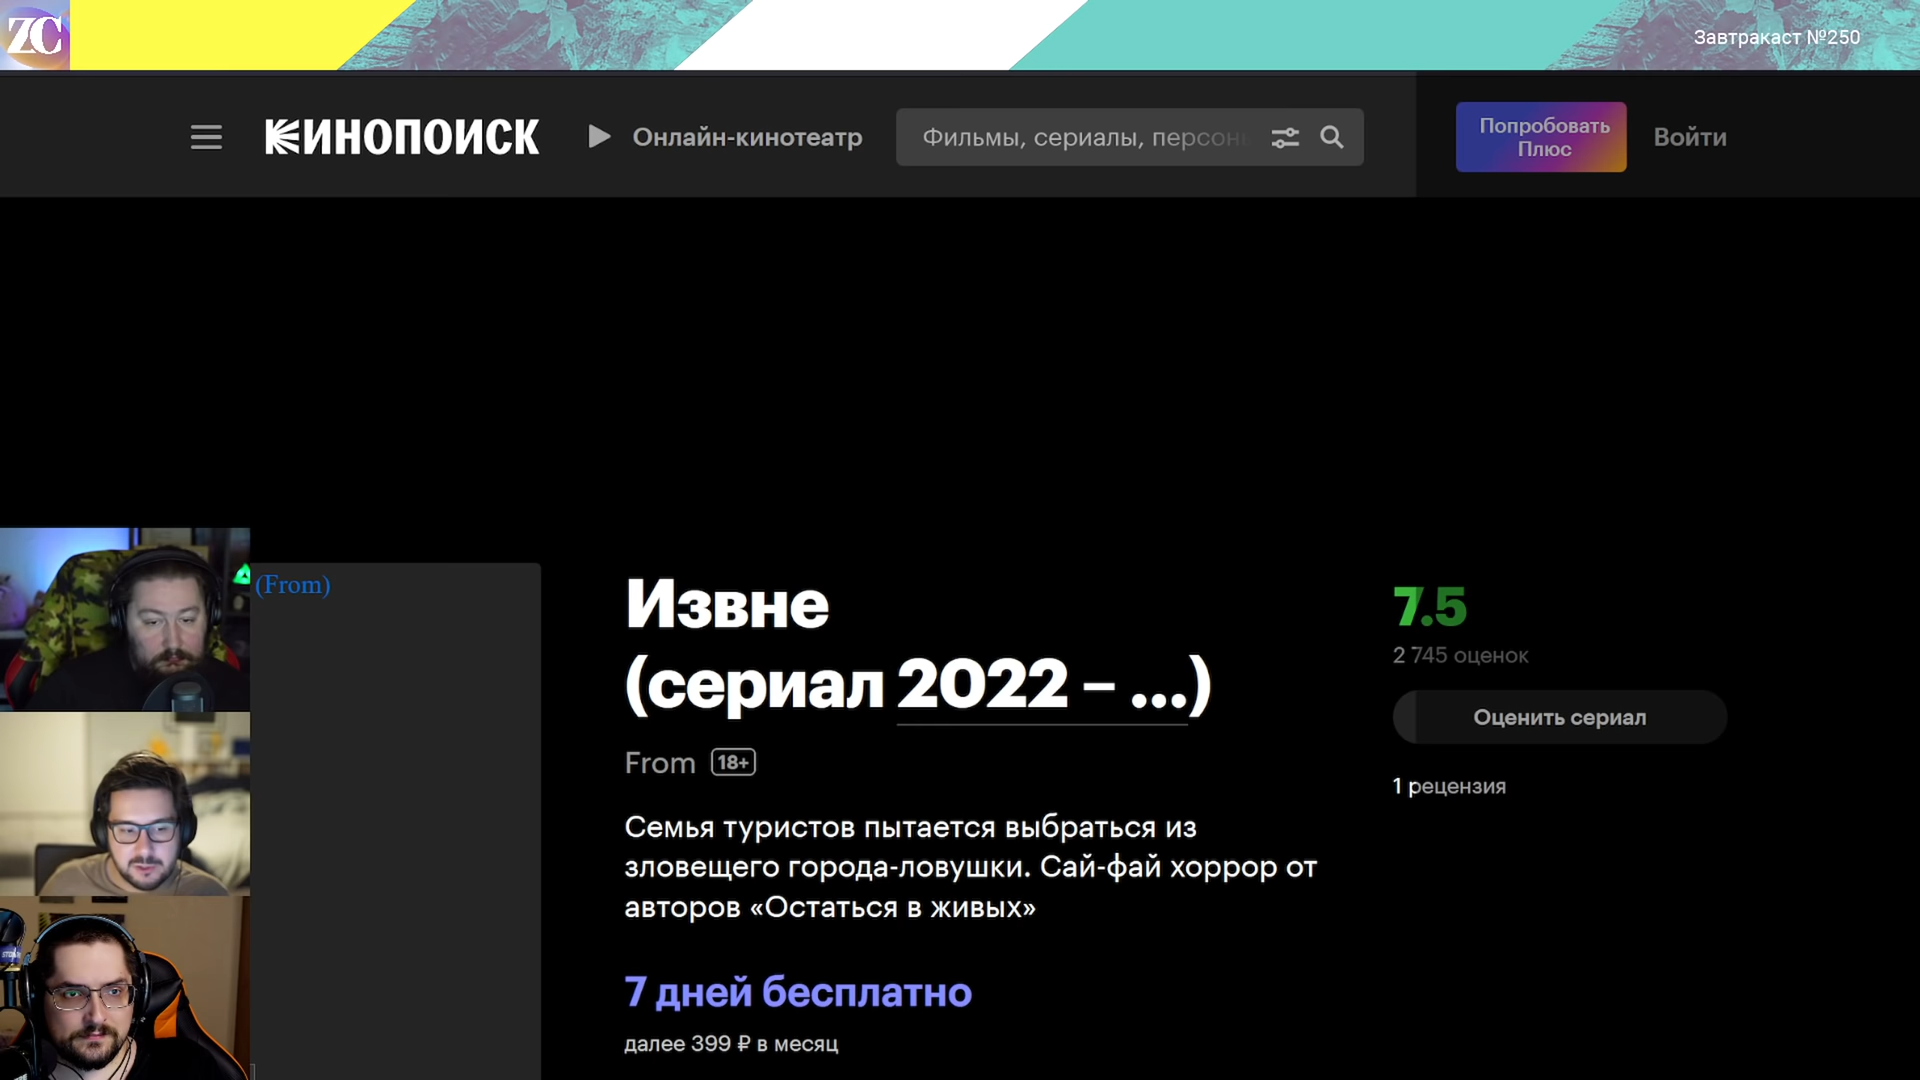 ZC
Завтракаст №250
КИНОПОИСК
Онлайн-кинотеатр
Фильмы, сериалы, персон
Попробовать
Плюс
Войти
(From)
Извне
(сериал 2022 – ...)
From 18+
Семья туристов пытается выбраться из
зловещего города-ловушки. Сай-фай хоррор от
авторов «Остаться в живых»
7 дней бесплатно
далее 399 ₽ в месяц
7.5
2 745 оценок
Оценить сериал
1 рецензия